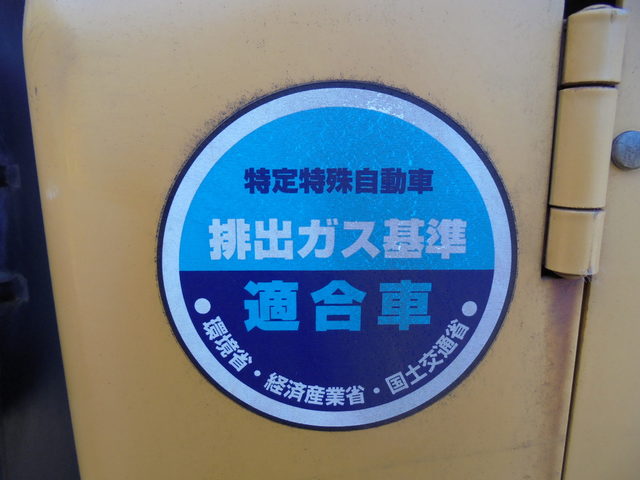 特定特殊自動車
排出ガス基準
適合車
●環境省・経済産業省・国土交通省●